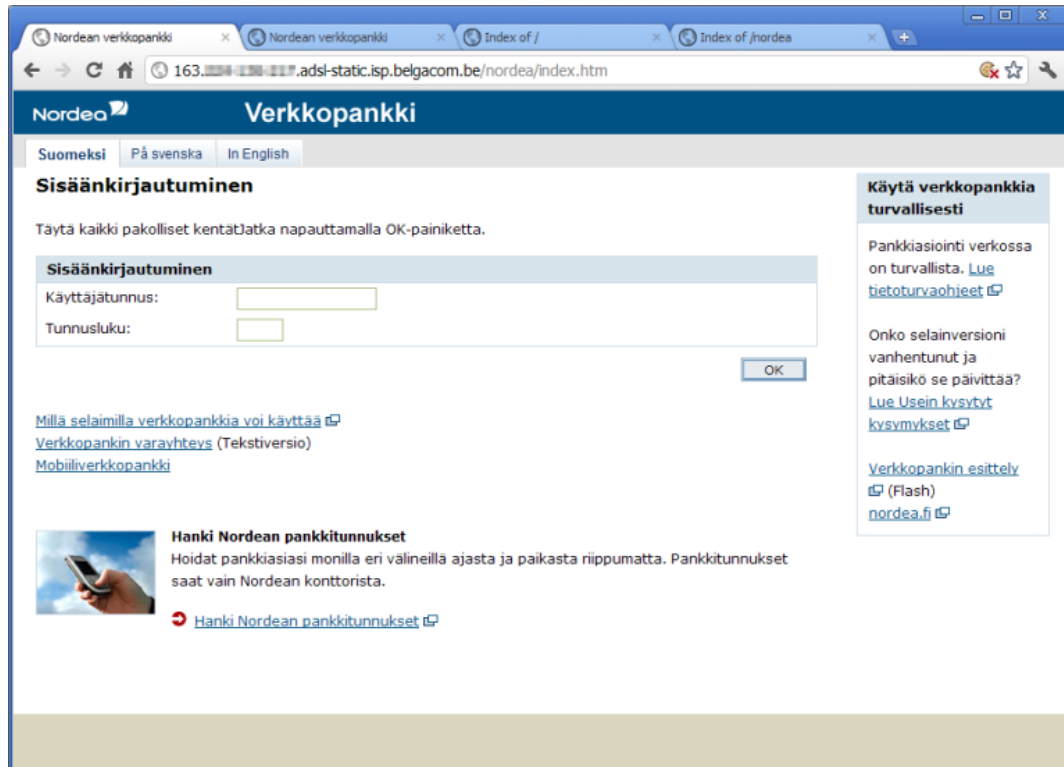 Nordean verkkopankki
Nordean verkkopankki
Index of /
Index of /nordea
163. .adsl-static.isp.belgacom.be/nordea/index.htm
Nordea
Verkkopankki
Suomeksi På svenska In English
Sisäänkirjautuminen
Täytä kaikki pakolliset kentätJatka napauttamalla OK-painiketta.
Sisäänkirjautuminen
Käyttäjätunnus:
Tunnusluku:
OK
Millä selaimilla verkkopankkia voi käyttää
Verkkopankin varayhteys (Tekstiversio)
Mobiiliverkkopankki
Hanki Nordean pankkitunnukset
Hoidat pankkiasiasi monilla eri välineillä ajasta ja paikasta riippumatta. Pankkitunnukset
saat vain Nordean konttorista.
Hanki Nordean pankkitunnukset
Käytä verkkopankkia
turvallisesti
Pankkiasiointi verkossa
on turvallista. Lue
tietoturvaohjeet
Onko selainversioni
vanhentunut ja
pitäisikö se päivittää?
Lue Usein kysytyt
kysymykset
Verkkopankin esittely
(Flash)
nordea.fi